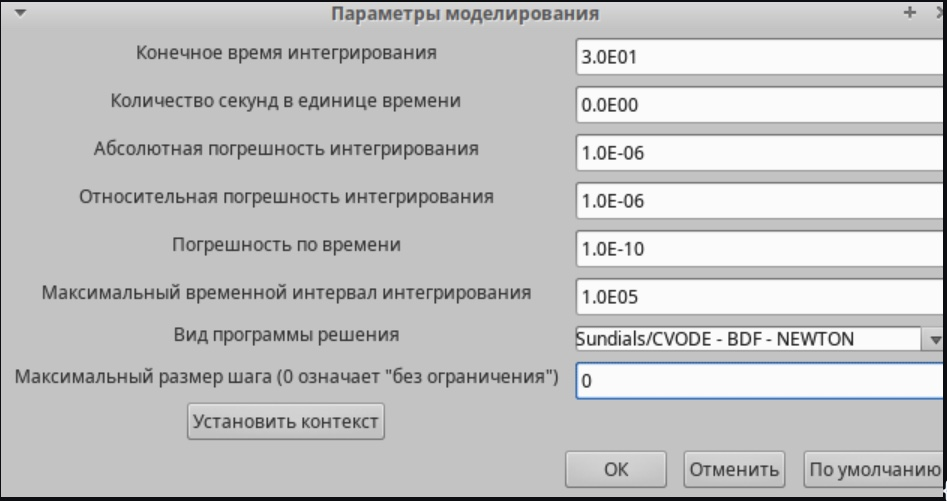 Параметры моделирования
Конечное время интегрирования 3.0E01
Количество секунд в единице времени 0.0E00
Абсолютная погрешность интегрирования 1.0E-06
Относительная погрешность интегрирования 1.0E-06
Погрешность по времени 1.0E-10
Максимальный временной интервал интегрирования 1.0E05
Вид программы решения Sundials/CVODE - BDF - NEWTON
Максимальный размер шага (0 означает "без ограничения") 0
Установить контекст
ОК Отменить По умолчанию